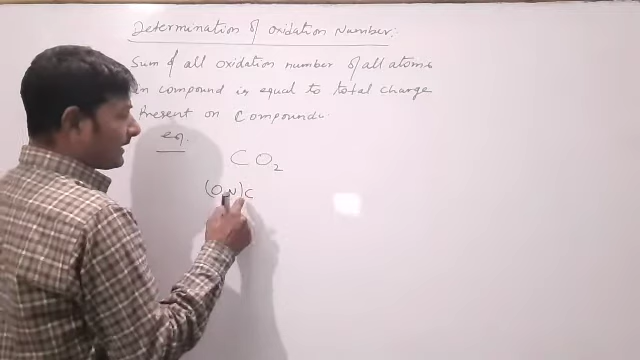 Determination of oxidation Number:-
Sum of all oxidation number of all atoms
in compound is equal to total charge
Present on Compounds.
eg.
CO₂
(O.N)C